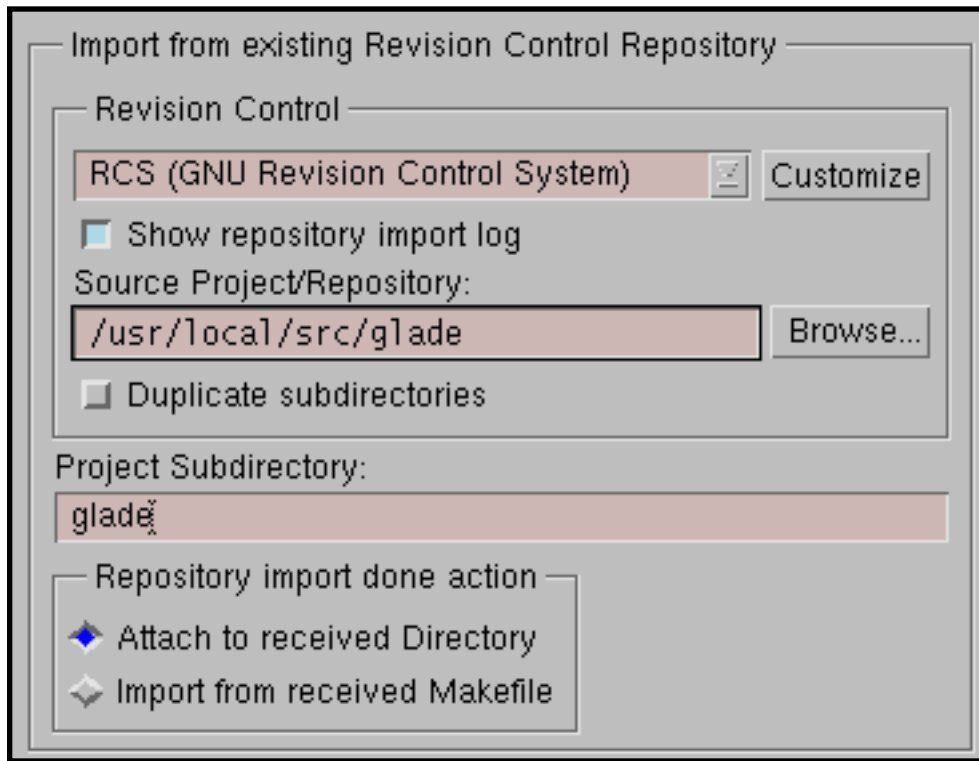 Import from existing Revision Control Repository
Revision Control
RCS (GNU Revision Control System)
Customize
Show repository import log
Source Project/Repository:
/usr/local/src/glade
Browse...
Duplicate subdirectories
Project Subdirectory:
glade
Repository import done action
Attach to received Directory
Import from received Makefile